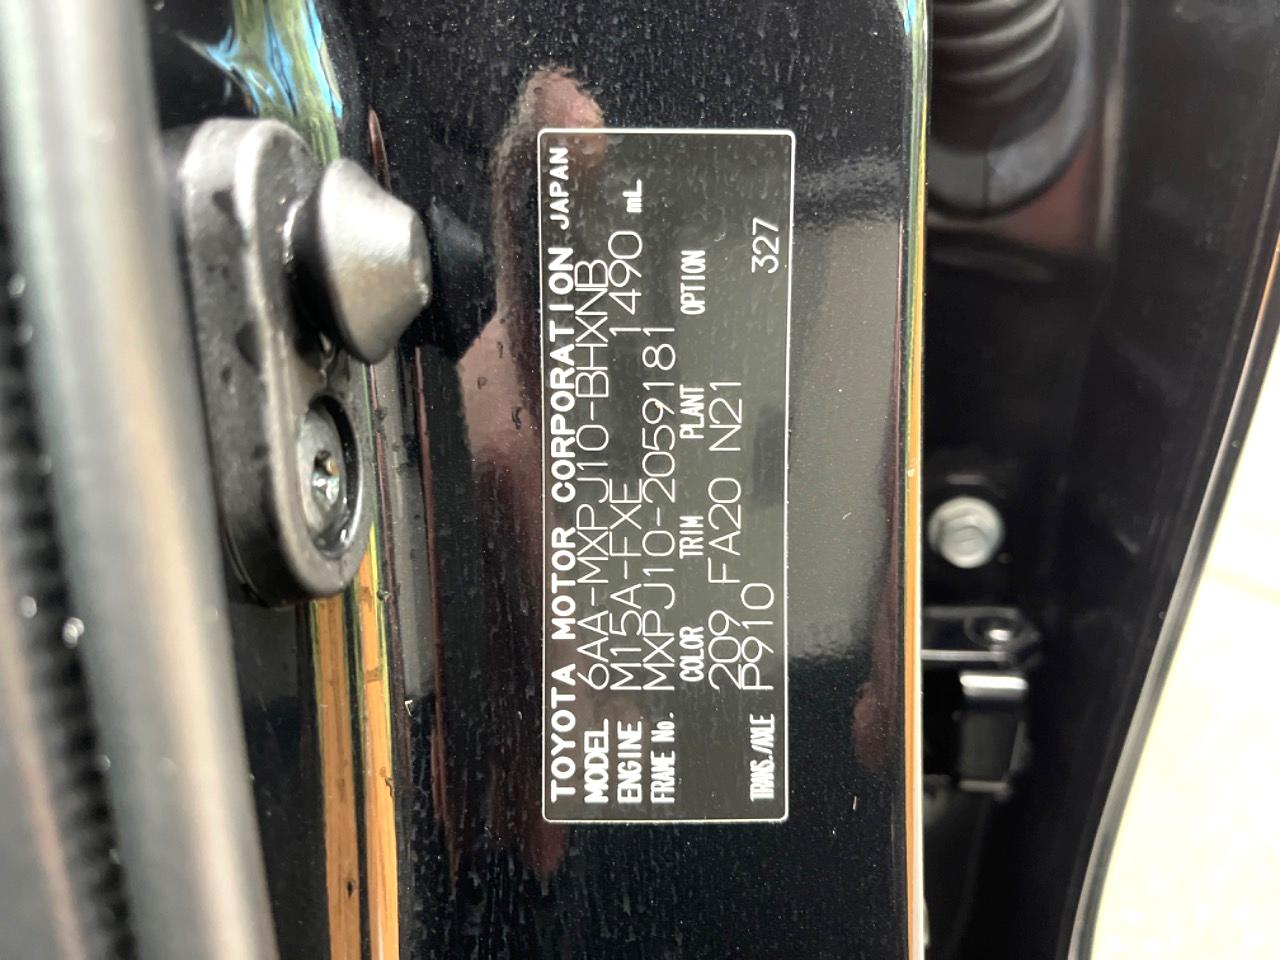 TOYOTA MOTOR CORPORATION JAPAN
MODEL 6AA-MXPJ10-BHXNB
ENGINE M15A-FXE 1490 mL
FRAME No. MXPJ10-2059181
COLOR TRIM PLANT OPTION
209 FA20 N21
TRANS./AXLE P910 327